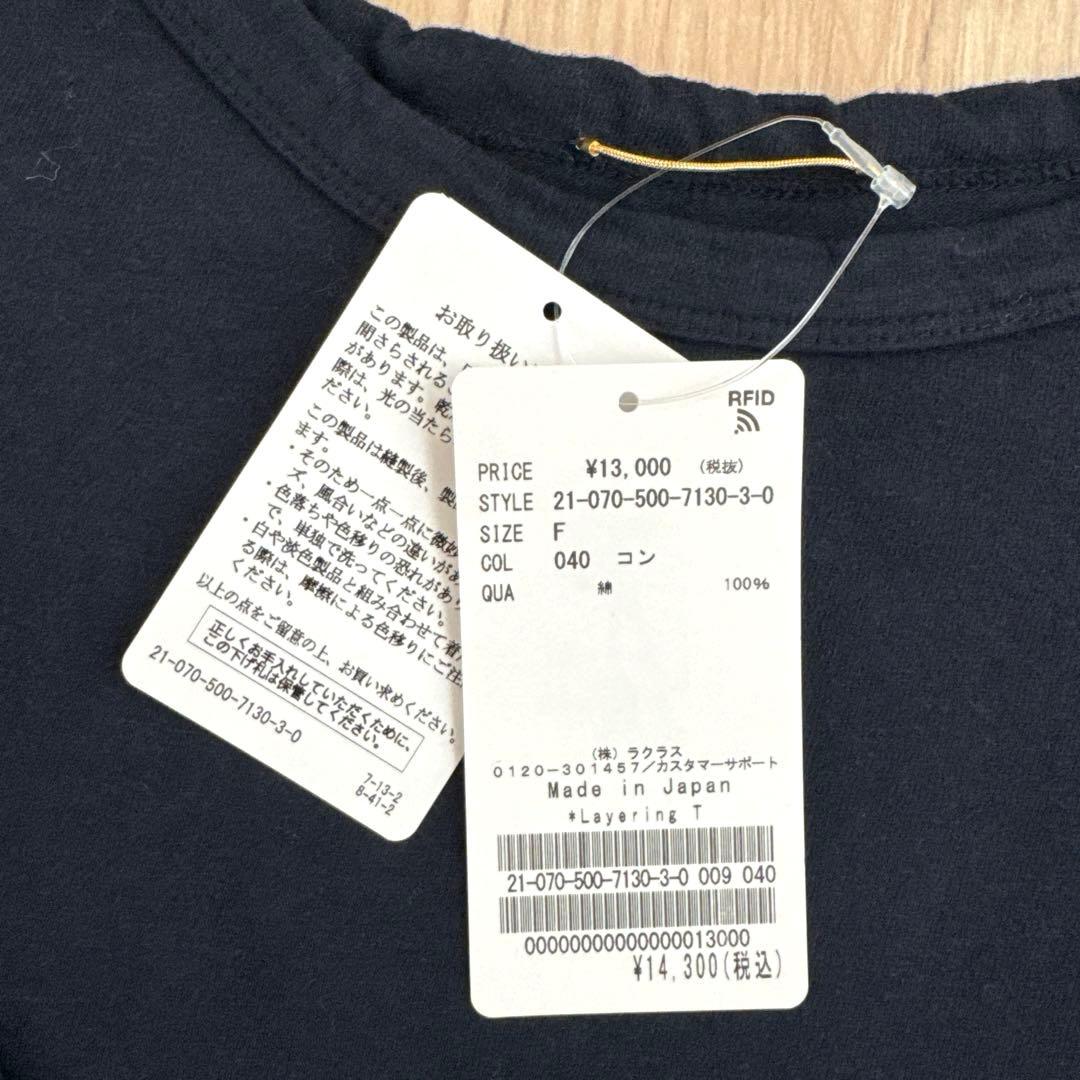 お取り扱い
この製品は、
間さらされる
があります。乾
際は、光の当たら
ださい。
この製品は縫製後、製
ます。
・そのため一点一点に微妙
ズ、風合いなどの違いがあ
・色落ちや色移りの恐れがあり
で、単独で洗ってください。
・白や淡色製品と組み合わせて着
る際は、摩擦による色移りにご注
ください。
以上の点をご留意の上、お買い求めください。
正しくお手入れしていただくために、
この下げ札は保管してください。
21-070-500-7130-3-0
7-13-2
8-41-2
RFID
PRICE ¥13,000 (税抜)
STYLE 21-070-500-7130-3-0
SIZE F
COL 040 コン
QUA 綿 100%
(株) ラクラス
0120-301457/カスタマーサポート
Made in Japan
*Layering T
21-070-500-7130-3-0 009 040
00000000000000013000
¥14,300(税込)